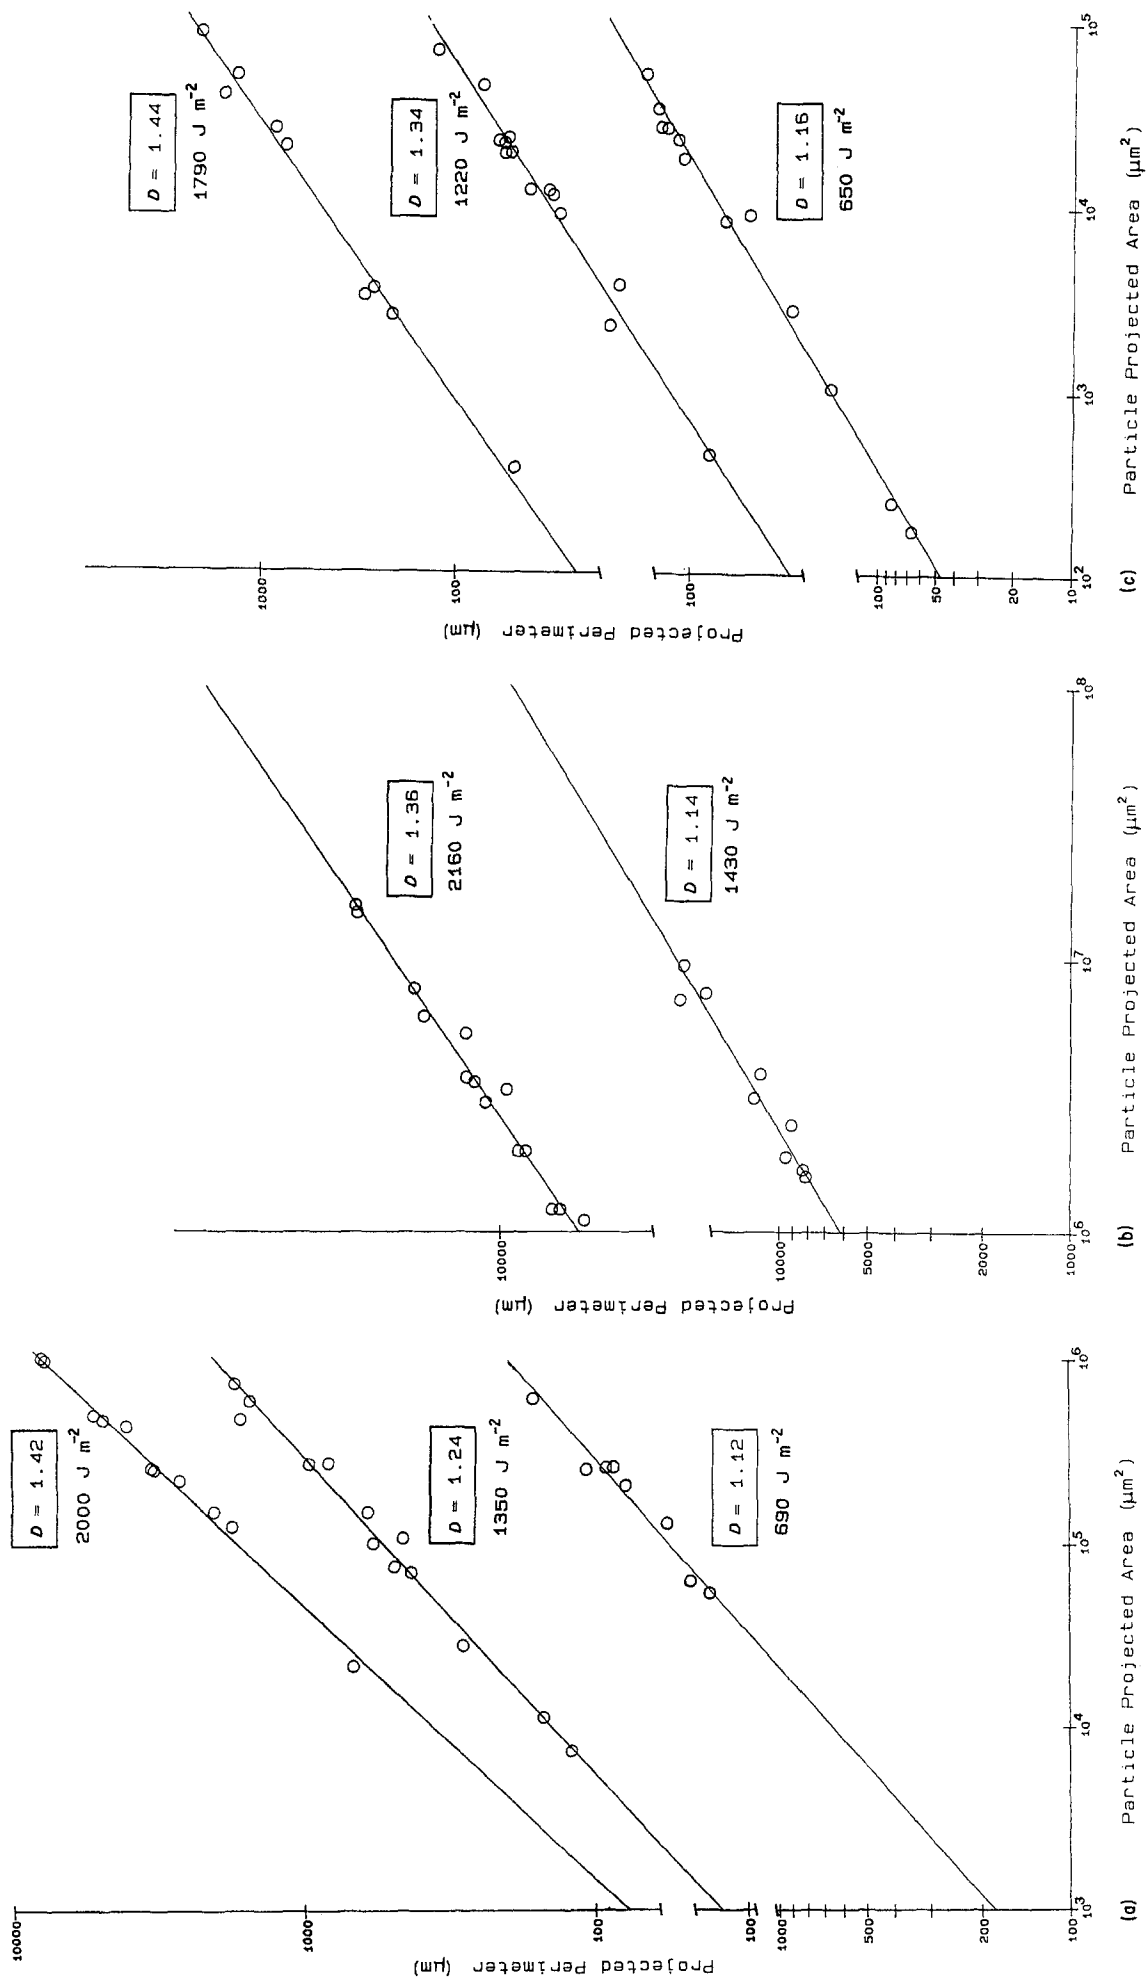 10000
1000
100
100
1000
500
200
100
Projected Perimeter (μm)
D = 1.42
2000 J m⁻²
D = 1.24
1350 J m⁻²
D = 1.12
690 J m⁻²
10³
10⁴
10⁵
10⁶
(a) Particle Projected Area (μm²)
10000
10000
5000
2000
1000
Projected Perimeter (μm)
D = 1.36
2160 J m⁻²
D = 1.14
1430 J m⁻²
10⁶
10⁷
10⁸
(b) Particle Projected Area (μm²)
1000
100
100
100
50
20
10
Projected Perimeter (μm)
D = 1.44
1790 J m⁻²
D = 1.34
1220 J m⁻²
D = 1.16
650 J m⁻²
10²
10³
10⁴
10⁵
(c) Particle Projected Area (μm²)